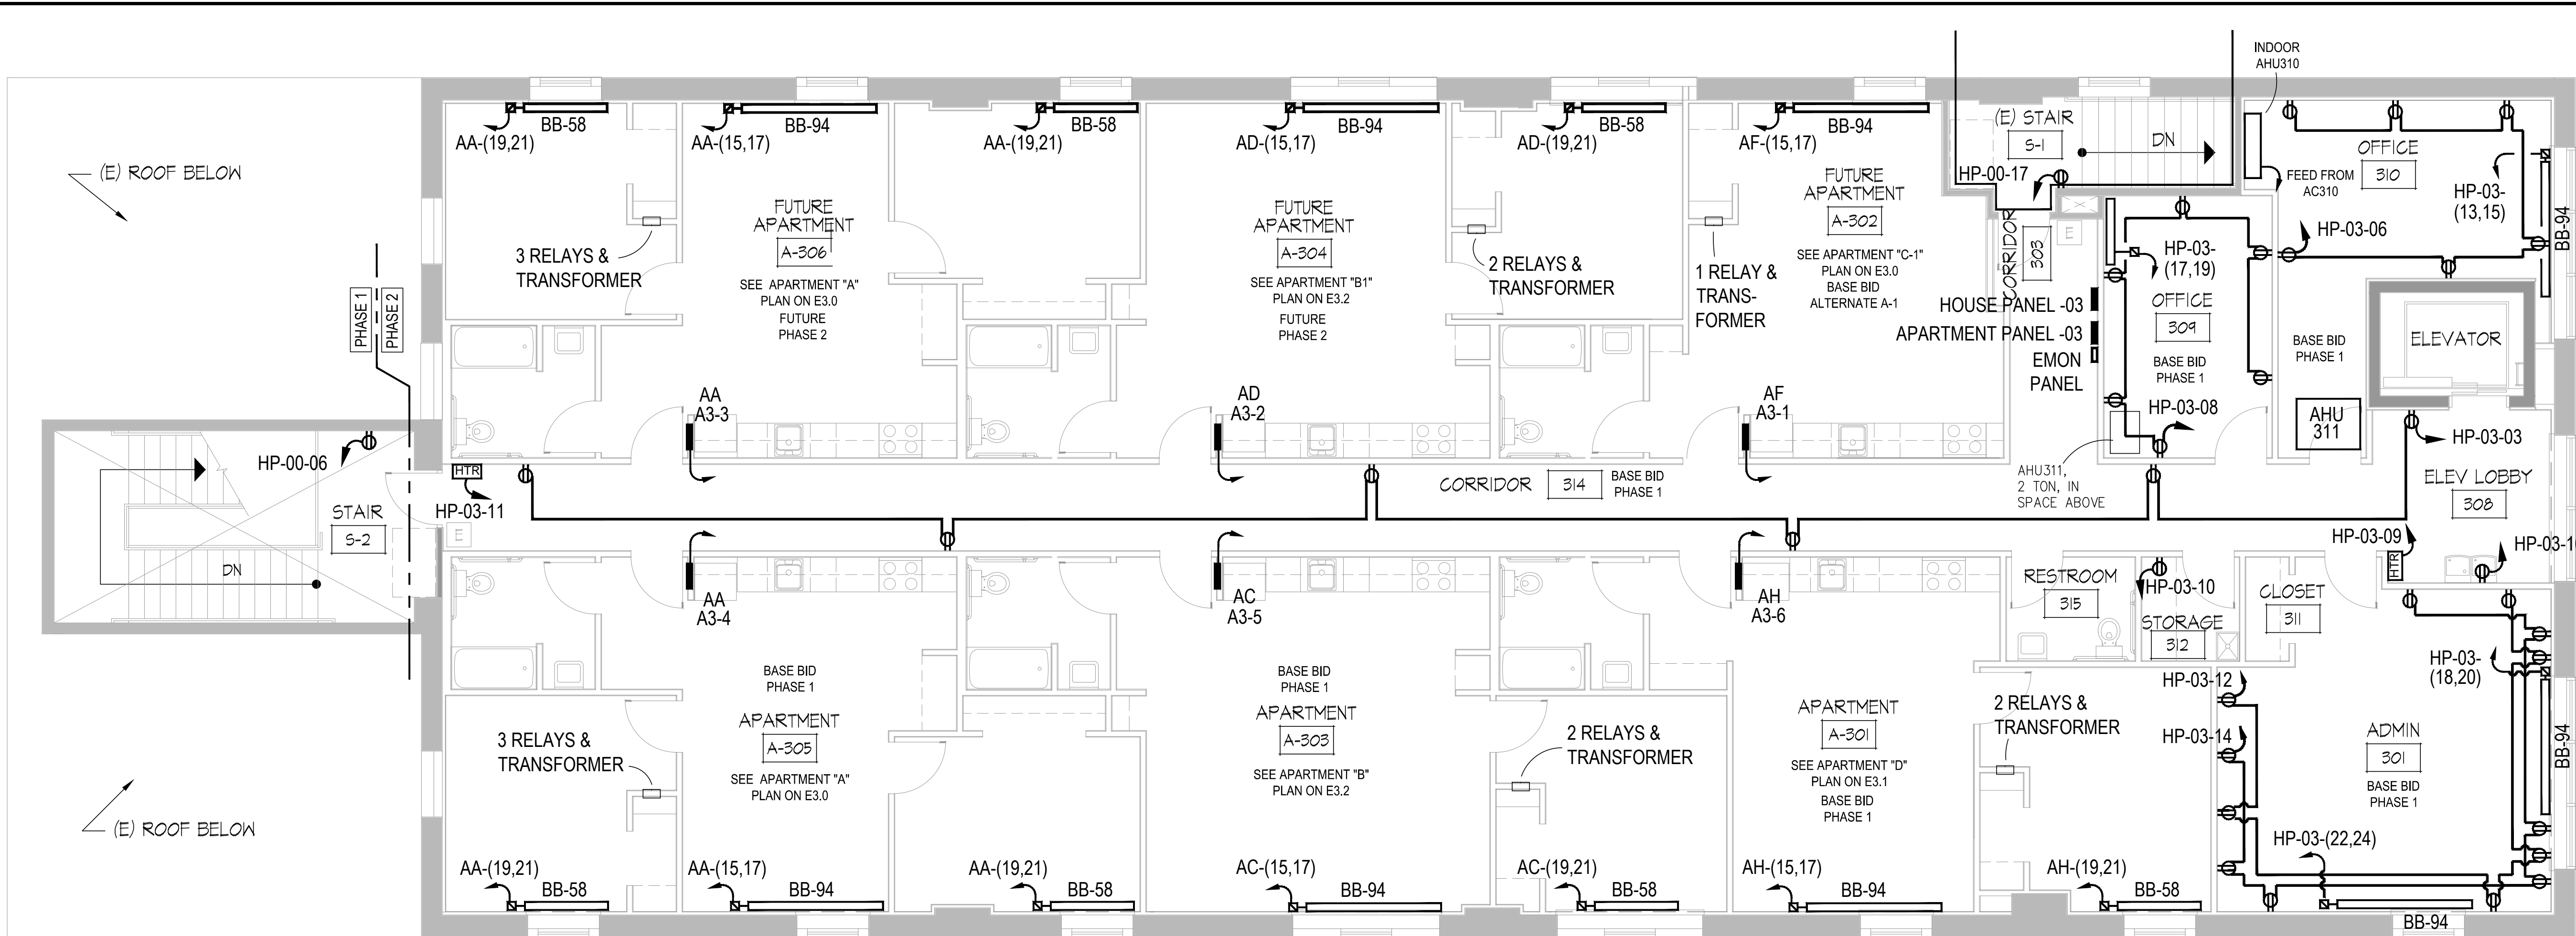 INDOOR
AHU310
BB-58
AA-(19,21)
BB-94
AA-(15,17)
BB-58
AA-(19,21)
BB-94
AD-(15,17)
BB-58
AD-(19,21)
BB-94
AF-(15,17)
(E) STAIR
S-1
DN
HP-00-17
OFFICE
310
FEED FROM
AC310
HP-03-
(13,15)
BB-94
HP-03-06
(E) ROOF BELOW
3 RELAYS &
TRANSFORMER
FUTURE
APARTMENT
A-306
SEE APARTMENT "A"
PLAN ON E3.0
FUTURE
PHASE 2
FUTURE
APARTMENT
A-304
SEE APARTMENT "B1"
PLAN ON E3.2
FUTURE
PHASE 2
2 RELAYS &
TRANSFORMER
1 RELAY &
TRANS-
FORMER
FUTURE
APARTMENT
A-302
SEE APARTMENT "C-1"
PLAN ON E3.0
BASE BID
ALTERNATE A-1
CORRIDOR
303
E
HOUSE PANEL -03
APARTMENT PANEL -03
EMON
PANEL
HP-03-
(17,19)
OFFICE
309
BASE BID
PHASE 1
HP-03-08
BASE BID
PHASE 1
ELEVATOR
AHU
311
HP-03-03
PHASE 1
PHASE 2
AA
A3-3
AD
A3-2
AF
A3-1
HP-00-06
HTR
HP-03-11
STAIR
S-2
DN
E
CORRIDOR
314
BASE BID
PHASE 1
AHU311,
2 TON, IN
SPACE ABOVE
ELEV LOBBY
308
HP-03-09
HTR
HP-03-1
AA
A3-4
AC
A3-5
AH
A3-6
RESTROOM
315
HP-03-10
STORAGE
312
CLOSET
311
HP-03-
(18,20)
BASE BID
PHASE 1
APARTMENT
A-305
SEE APARTMENT "A"
PLAN ON E3.0
3 RELAYS &
TRANSFORMER
BASE BID
PHASE 1
APARTMENT
A-303
SEE APARTMENT "B"
PLAN ON E3.2
2 RELAYS &
TRANSFORMER
APARTMENT
A-301
SEE APARTMENT "D"
PLAN ON E3.1
BASE BID
PHASE 1
2 RELAYS &
TRANSFORMER
HP-03-12
HP-03-14
ADMIN
301
BASE BID
PHASE 1
BB-94
HP-03-(22,24)
(E) ROOF BELOW
AA-(19,21)
BB-58
AA-(15,17)
BB-94
AA-(19,21)
BB-58
AC-(15,17)
BB-94
AC-(19,21)
BB-58
AH-(15,17)
BB-94
AH-(19,21)
BB-58
BB-94